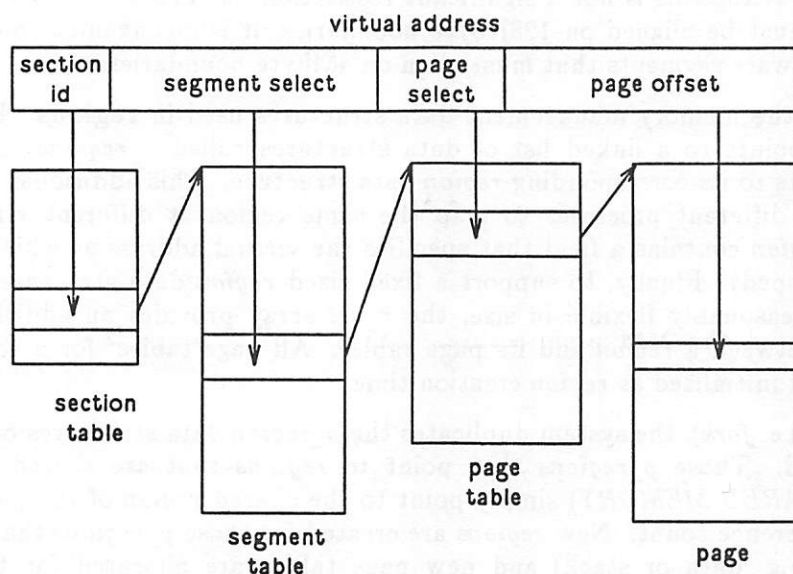 virtual address
section
id
segment select
page
select
page offset
section
table
segment
table
page
table
page